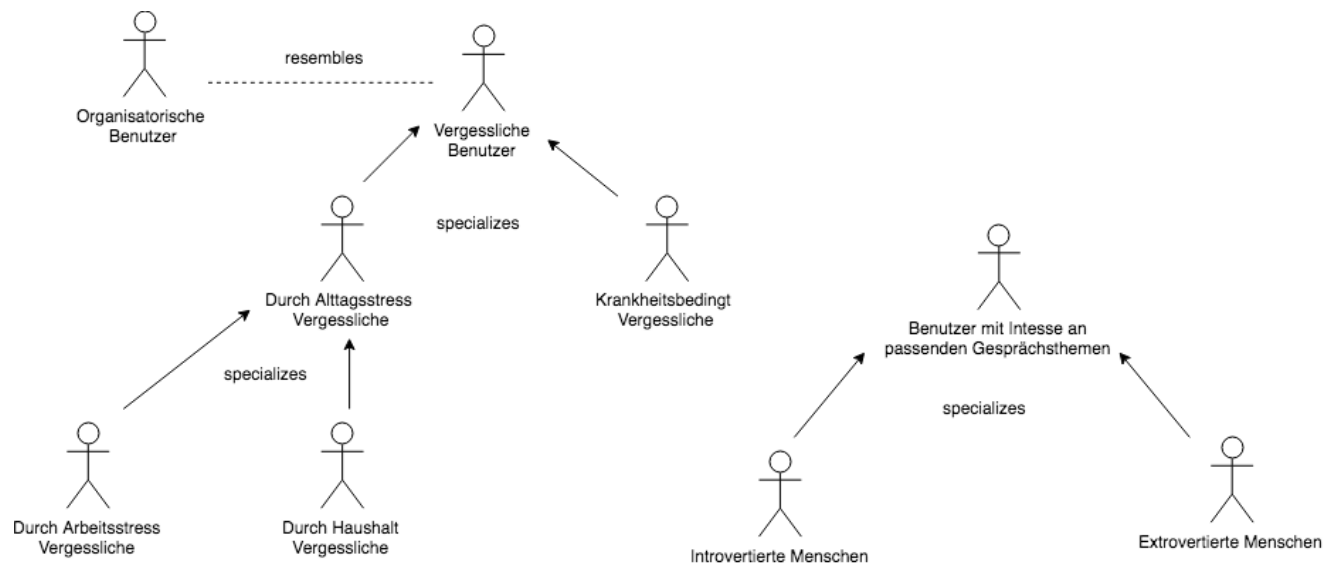 resembles
Organisatorische
Benutzer
Vergessliche
Benutzer
specializes
Durch Alttagsstress
Vergessliche
Krankheitsbedingt
Vergessliche
Benutzer mit Intesse an
passenden Gesprächsthemen
specializes
specializes
Durch Arbeitsstress
Vergessliche
Durch Haushalt
Vergessliche
Introvertierte Menschen
Extrovertierte Menschen